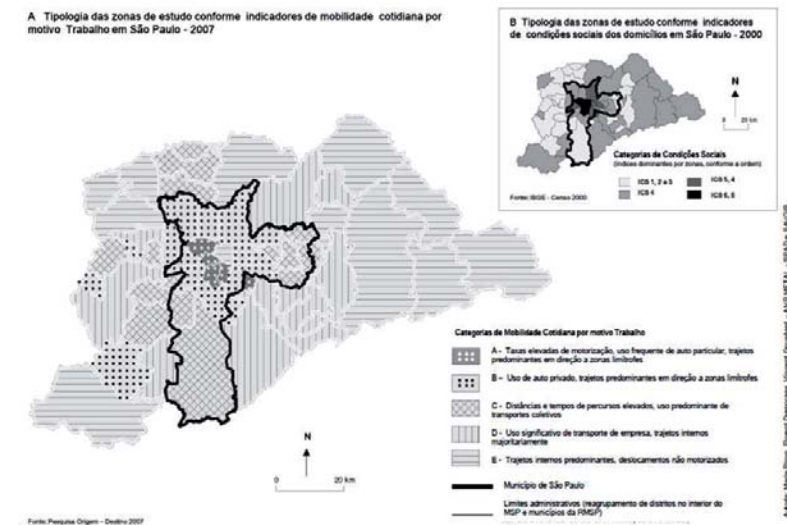 A Tipologia das zonas de estudo conforme indicadores de mobilidade cotidiana por
motivo Trabalho em São Paulo - 2007
B Tipologia das zonas de estudo conforme indicadores
de condições sociais dos domicílios em São Paulo - 2000
N
0 20 km
Categorias de Condições Sociais
(índices dominantes por zonas, conforme a ordem)
ICS 1, 2 e 3
ICS 5, 4
ICS 4
ICS 6, 5
Fonte: IBGE - Censo 2000
Categorias de Mobilidade Cotidiana por motivo Trabalho
A - Taxas elevadas de motorização, uso frequente de auto particular, trajetos
predominantes em direção a zonas limítrofes
B - Uso de auto privado, trajetos predominantes em direção a zonas limítrofes
C - Distâncias e tempos de percursos elevados, uso predominante de
transportes coletivos
D - Uso significativo de transporte de empresa, trajetos internos
majoritariamente
E - Trajetos internos predominantes, deslocamentos não motorizados
Município de São Paulo
Limites administrativos (reagrupamento de distritos no interior do
MSP e municípios da RMSP)
N
0 20 km
Fonte: Pesquisa Origem - Destino 2007